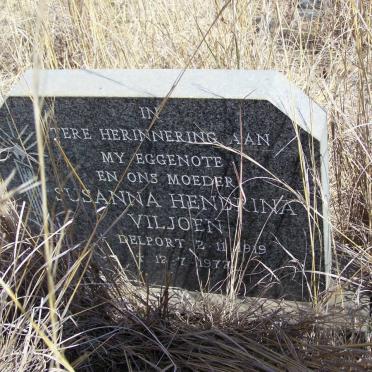 IN
TERE HERINNERING AAN
MY EGGENOTE
EN ONS MOEDER
SUSANNA HENDRINA
VILJOEN
DELPORT 2·11·1919
12·7·1977